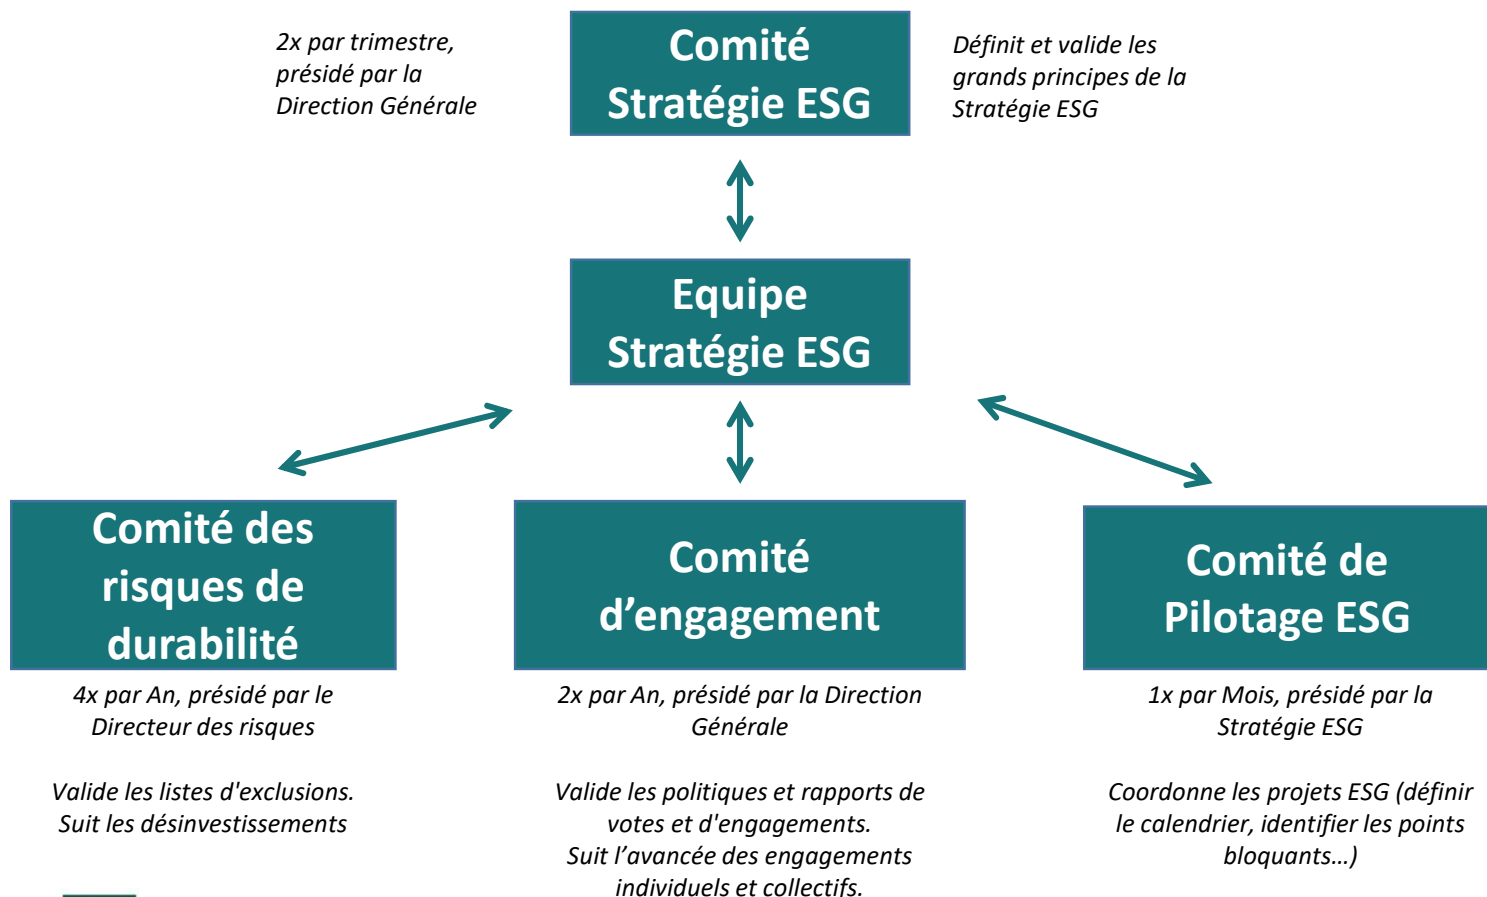 2x par trimestre,
présidé par la
Direction Générale
Comité
Stratégie ESG
Définit et valide les
grands principes de la
Stratégie ESG
Equipe
Stratégie ESG
Comité des
risques de
durabilité
4x par An, présidé par le
Directeur des risques
Valide les listes d'exclusions.
Suit les désinvestissements
Comité
d’engagement
2x par An, présidé par la Direction
Générale
Valide les politiques et rapports de
votes et d'engagements.
Suit l’avancée des engagements
individuels et collectifs.
Comité de
Pilotage ESG
1x par Mois, présidé par la
Stratégie ESG
Coordonne les projets ESG (définir
le calendrier, identifier les points
bloquants…)